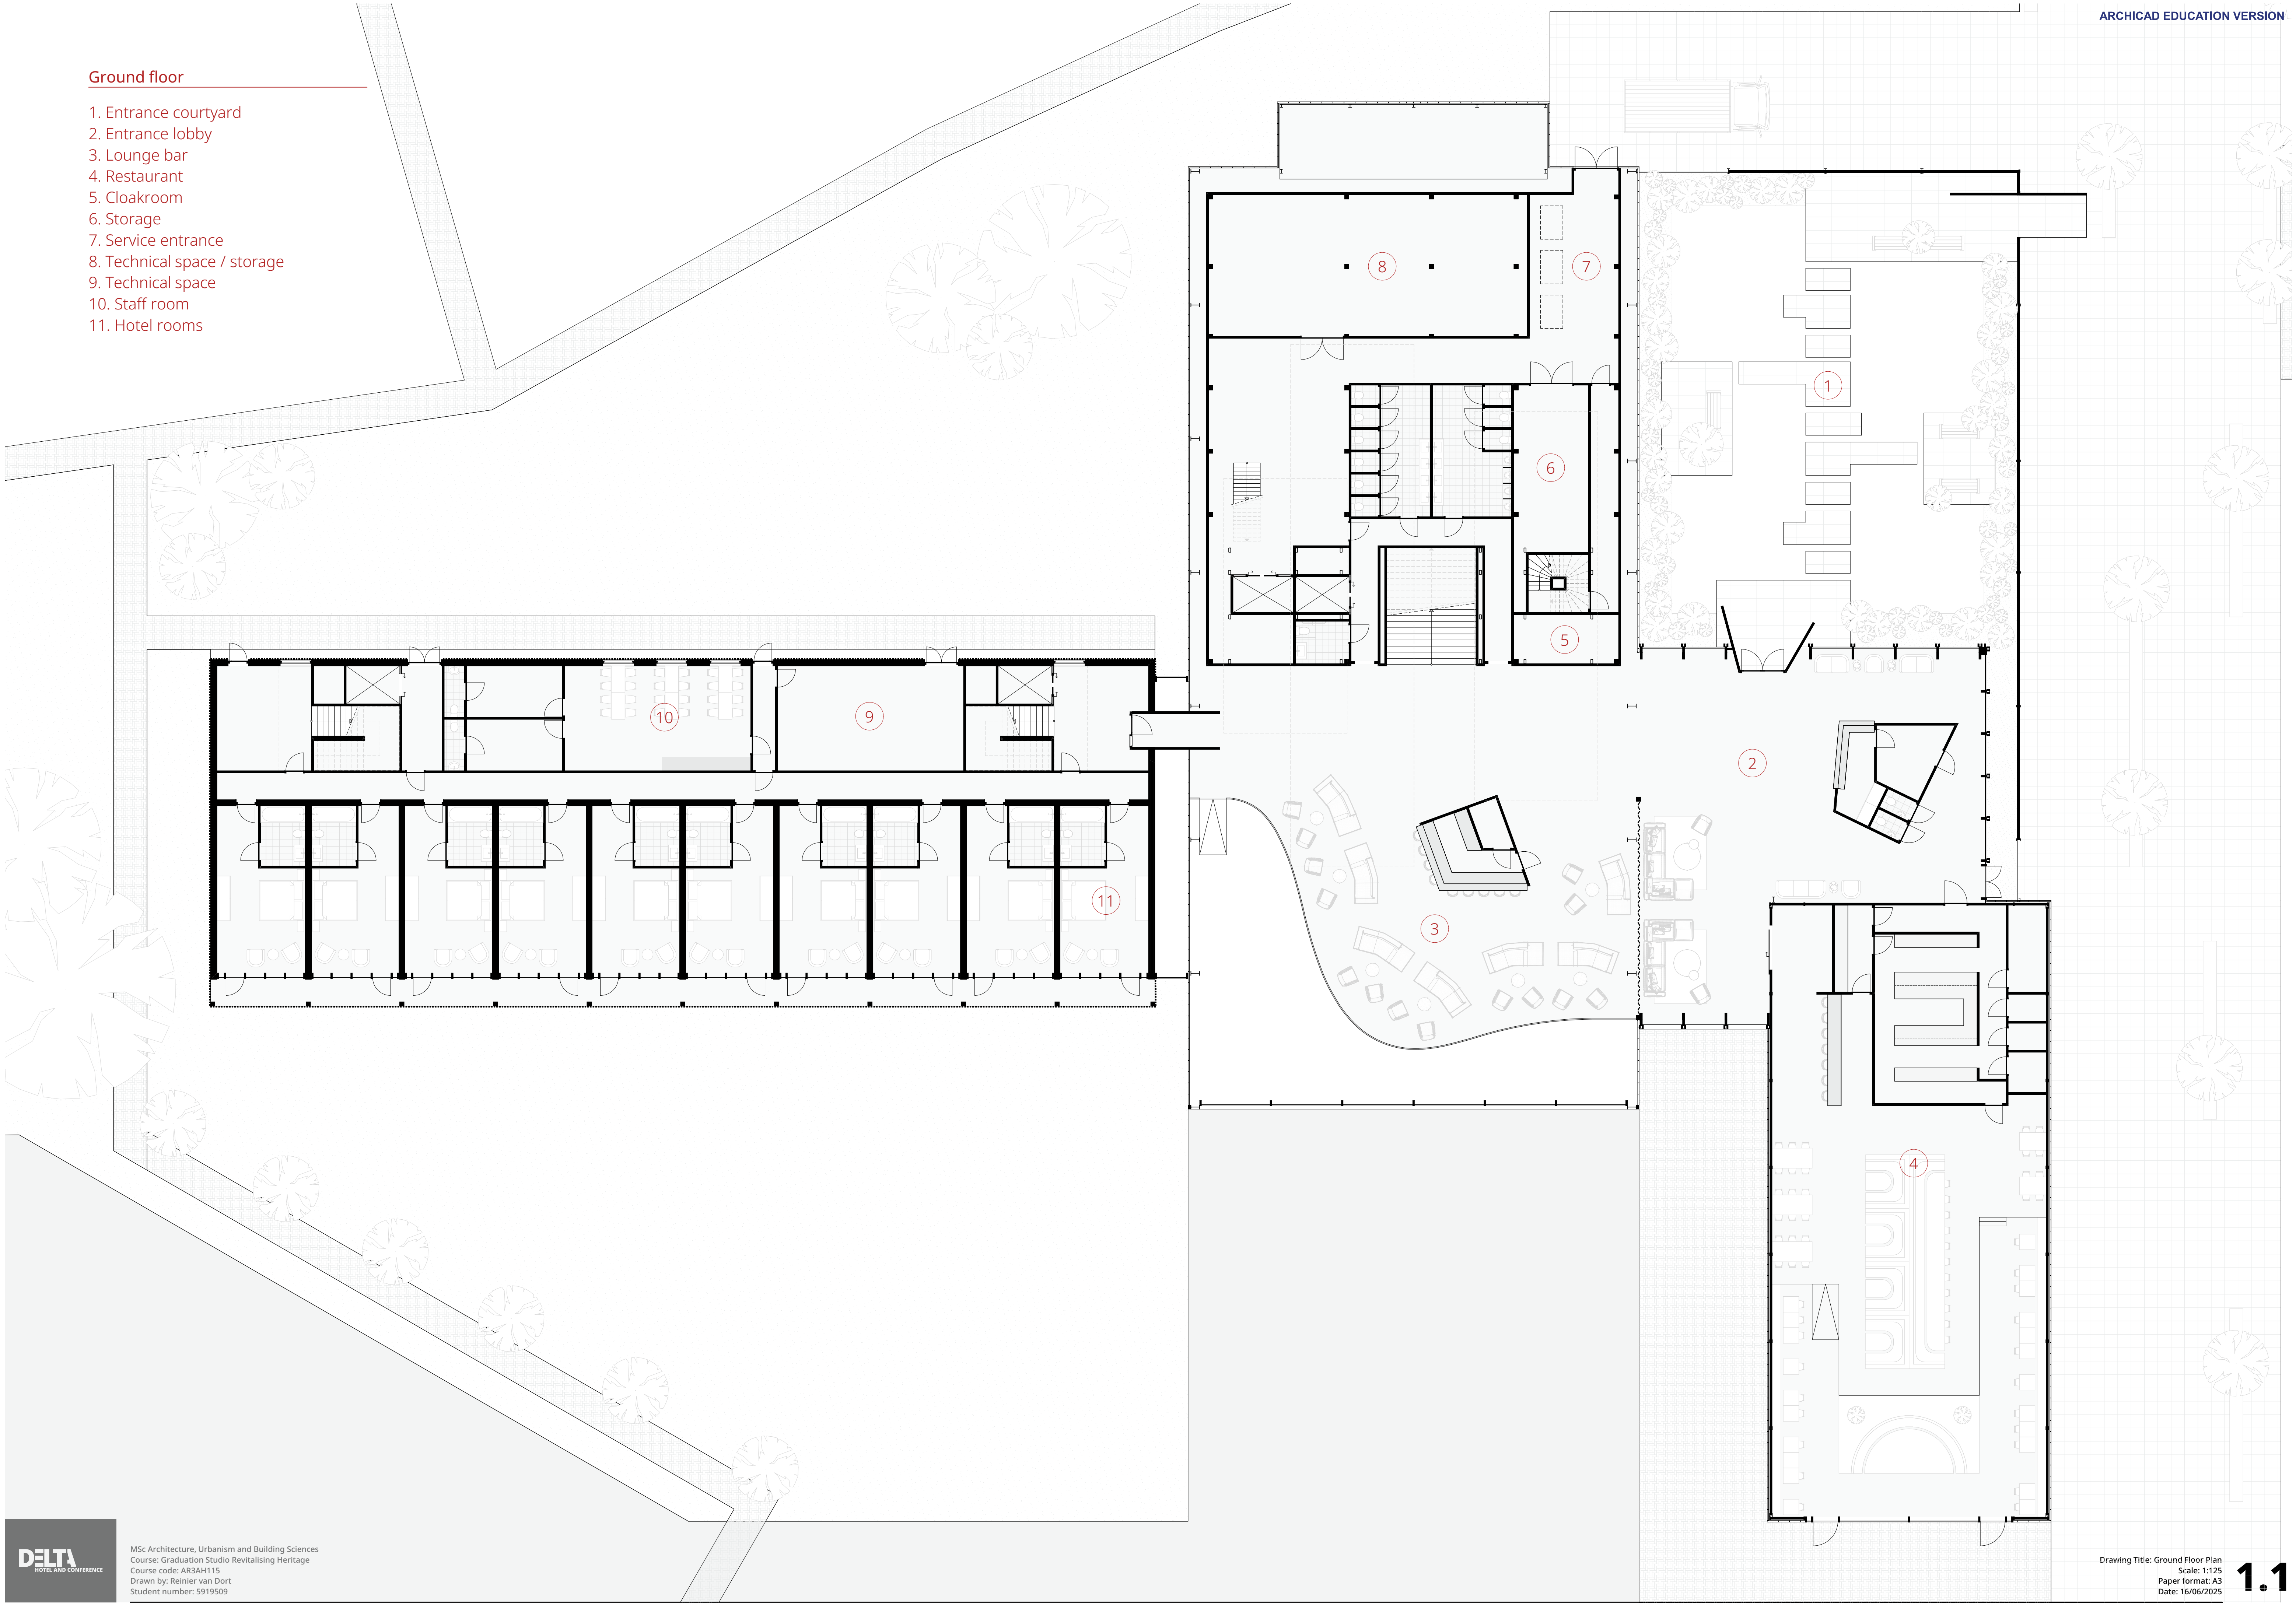 ARCHICAD EDUCATION VERSION
Ground floor
1. Entrance courtyard
2. Entrance lobby
3. Lounge bar
4. Restaurant
5. Cloakroom
6. Storage
7. Service entrance
8. Technical space / storage
9. Technical space
10. Staff room
11. Hotel rooms
8
7
1
6
5
10
9
2
11
3
4
DELTA
HOTEL AND CONFERENCE
MSc Architecture, Urbanism and Building Sciences
Course: Graduation Studio Revitalising Heritage
Course code: AR3AH115
Drawn by: Reinier van Dort
Student number: 5919509
Drawing Title: Ground Floor Plan
Scale: 1:125
Paper format: A3
Date: 16/06/2025
1.1